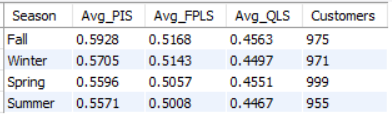 Season Avg_PIS Avg_FPLS Avg_QLS Customers
Fall 0.5928 0.5168 0.4563 975
Winter 0.5705 0.5143 0.4497 971
Spring 0.5596 0.5057 0.4551 999
Summer 0.5571 0.5008 0.4467 955